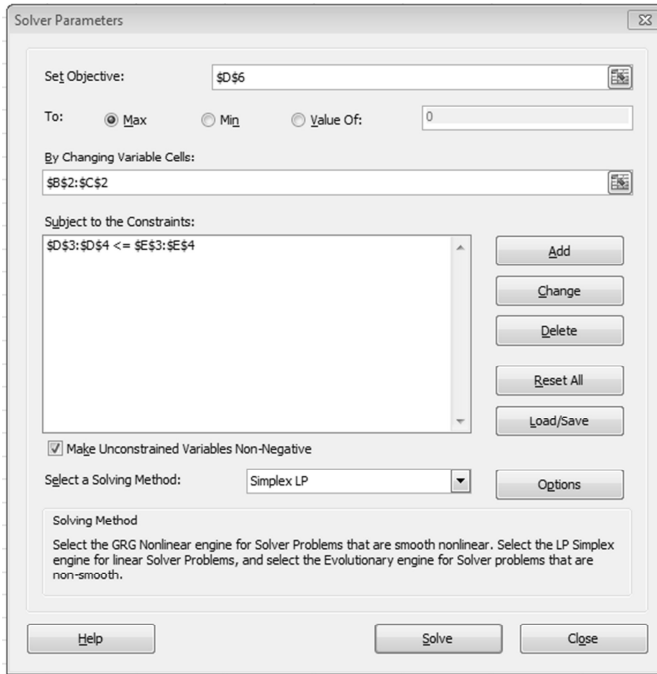 Solver Parameters
Set Objective: $D$6
To: Max Min Value Of: 0
By Changing Variable Cells:
$B$2:$C$2
Subject to the Constraints:
$D$3:$D$4 <= $E$3:$E$4
Add
Change
Delete
Reset All
Load/Save
Make Unconstrained Variables Non-Negative
Select a Solving Method: Simplex LP Options
Solving Method
Select the GRG Nonlinear engine for Solver Problems that are smooth nonlinear. Select the LP Simplex
engine for linear Solver Problems, and select the Evolutionary engine for Solver problems that are
non-smooth.
Help Solve Close